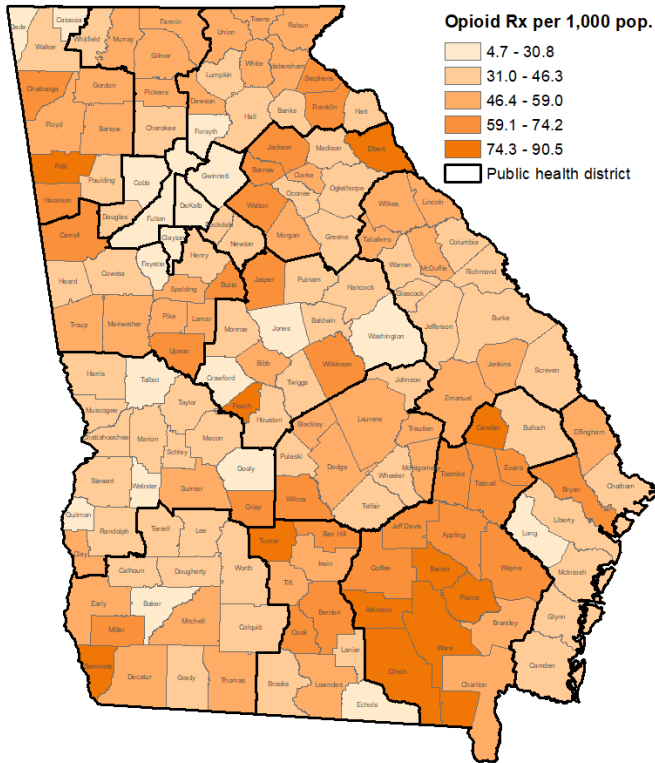 Opioid Rx per 1,000 pop.
4.7 - 30.8
31.0 - 46.3
46.4 - 59.0
59.1 - 74.2
74.3 - 90.5
Public health district
Dade Catoosa Fannin Towns Rabun
Walker Whitfield Murray Union
Gilmer White Habersham
Chattooga Gordon Pickens Lumpkin Stephens
Dawson Franklin
Floyd Bartow Cherokee Forsyth Hall Banks Hart
Polk Paulding Cobb Gwinnett Jackson Madison Elbert
Barrow Clarke
Haralson Douglas Fulton DeKalb Walton Oconee Oglethorpe Wilkes Lincoln
Carroll Clayton Rockdale Newton Morgan Greene Taliaferro Columbia
Fayette Henry McDuffie
Heard Coweta Spalding Butts Jasper Putnam Hancock Warren Richmond
Glascock
Troup Meriwether Pike Lamar Monroe Jones Baldwin Washington Jefferson Burke
Upson Bibb Wilkinson
Harris Talbot Crawford Twiggs Johnson Jenkins Screven
Taylor Peach Houston Emanuel
Muscogee Laurens
Chattahoochee Marion Macon Bleckley Treutlen Candler Bulloch Effingham
Schley Pulaski Dodge Montgomery
Stewart Webster Sumter Dooly Wheeler Toombs Tattnall Evans Bryan Chatham
Crisp Wilcox Telfair
Quitman Randolph Terrell Lee Turner Ben Hill Jeff Davis Appling Long Liberty
Clay Irwin Coffee Wayne
Calhoun Dougherty Worth Tift Bacon McIntosh
Early Baker Berrien Atkinson Pierce
Miller Mitchell Colquitt Cook Brantley Glynn
Lanier Ware
Seminole Decatur Grady Thomas Brooks Lowndes Clinch Charlton Camden
Echols